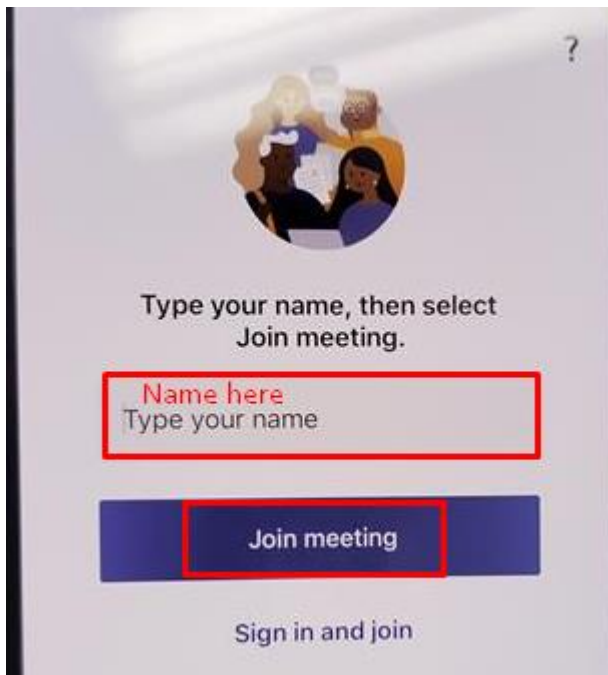 ?
Type your name, then select
Join meeting.
Name here
Type your name
Join meeting
Sign in and join